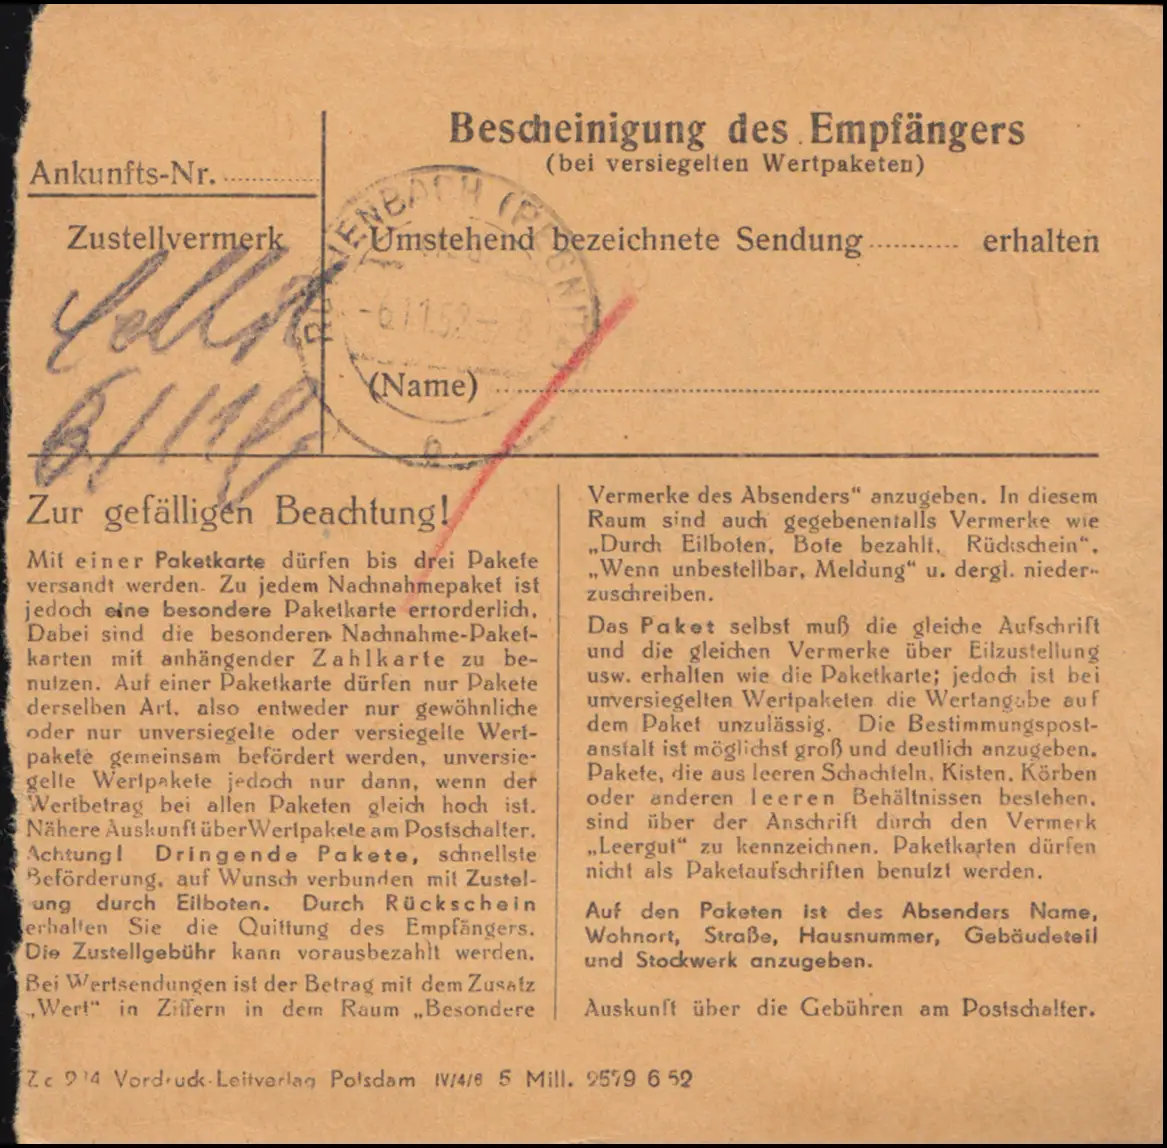 Bescheinigung des Empfängers
(bei versiegelten Wertpaketen)
Ankunfts-Nr.
Zustellvermerk
Umstehend bezeichnete Sendung ........... erhalten
ENBACH (PEGNITZ)
-6.11.52-8
(Name)
b
6/11
Zur gefälligen Beachtung!
Mit einer Paketkarte dürfen bis drei Pakete
versandt werden. Zu jedem Nachnahmepaket ist
jedoch eine besondere Paketkarte erforderlich.
Dabei sind die besonderen Nachnahme-Paket-
karten mit anhängender Zahlkarte zu be-
nutzen. Auf einer Paketkarte dürfen nur Pakete
derselben Art, also entweder nur gewöhnliche
oder nur unversiegelte oder versiegelte Wert-
pakete gemeinsam befördert werden, unversie-
gelte Wertpakete jedoch nur dann, wenn der
Wertbetrag bei allen Paketen gleich hoch ist.
Nähere Auskunft über Wertpakete am Postschalter.
Achtung! Dringende Pakete, schnellste
Beförderung, auf Wunsch verbunden mit Zustel-
lung durch Eilboten. Durch Rückschein
erhalten Sie die Quittung des Empfängers.
Die Zustellgebühr kann vorausbezahlt werden.
Bei Wertsendungen ist der Betrag mit dem Zusatz
„Wert“ in Ziffern in dem Raum „Besondere
Vermerke des Absenders“ anzugeben. In diesem
Raum sind auch gegebenenfalls Vermerke wie
„Durch Eilboten, Bote bezahlt, Rückschein“,
„Wenn unbestellbar, Meldung“ u. dergl. nieder-
zuschreiben.
Das Paket selbst muß die gleiche Aufschrift
und die gleichen Vermerke über Eilzustellung
usw. erhalten wie die Paketkarte; jedoch ist bei
unversiegelten Wertpaketen die Wertangabe auf
dem Paket unzulässig. Die Bestimmungspost-
anstalt ist möglichst groß und deutlich anzugeben.
Pakete, die aus leeren Schachteln, Kisten, Körben
oder anderen leeren Behältnissen bestehen,
sind über der Anschrift durch den Vermerk
„Leergut“ zu kennzeichnen. Paketkarten dürfen
nicht als Paketaufschriften benutzt werden.
Auf den Paketen ist des Absenders Name,
Wohnort, Straße, Hausnummer, Gebäudeteil
und Stockwerk anzugeben.
Auskunft über die Gebühren am Postschalter.
Vordruck-Leitverlag Potsdam IV/4/6 5 Mill. 2579 6 52